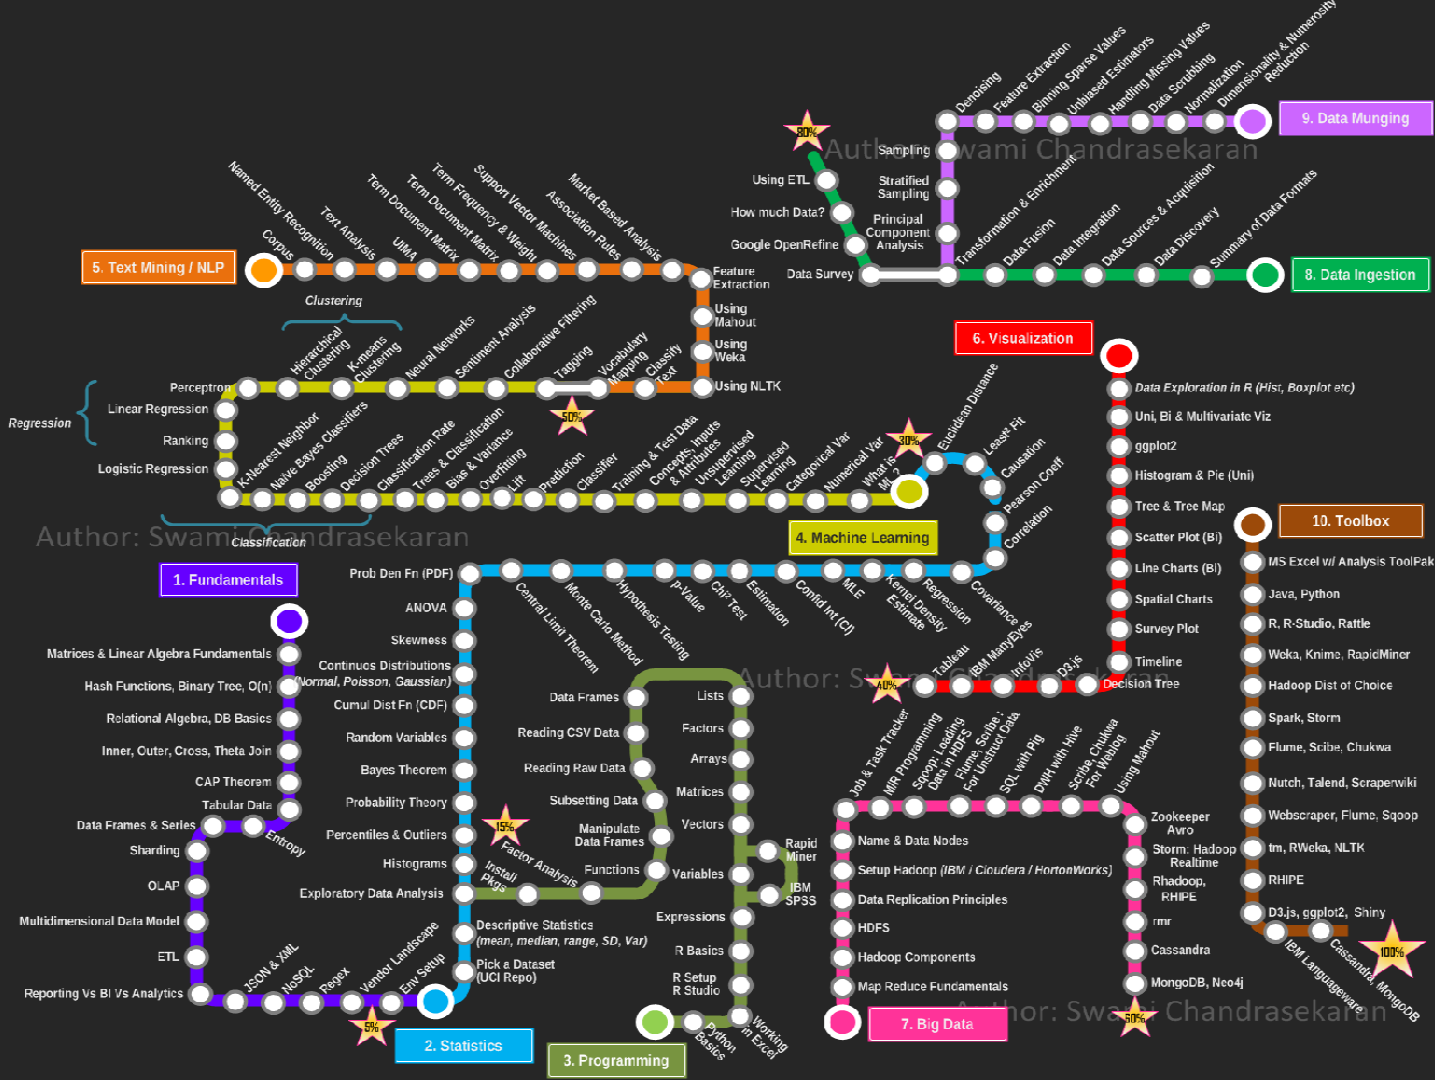 9. Data Munging
Denoising
Feature Extraction
Binning Sparse Values
Unbiased Estimators
Handling Missing Values
Data Scrubbing
Normalization
Dimensionality & Numerosity
Reduction
80%
Author: Swami Chandrasekaran
Sampling
Stratified
Sampling
Principal
Component
Analysis
Using ETL
How much Data?
Google OpenRefine
Data Survey
Transformation & Enrichment
Data Fusion
Data Integration
Data Sources & Acquisition
Data Discovery
Summary of Data Formats
8. Data Ingestion
5. Text Mining / NLP
Corpus
Named Entity Recognition
Text Analysis
UMA
Term Document Matrix
Term Document Matrix
Term Frequency & Weight
Support Vector Machines
Association Rules
Market Based Analysis
Feature
Extraction
Using
Mahout
Using
Weka
Using NLTK
Classify
Text
Vocabulary
Mapping
Tagging
50%
Collaborative Filtering
Sentiment Analysis
Neural Networks
K-means
Clustering
Hierarchical
Clustering
Clustering
Perceptron
Linear Regression
Regression
Ranking
Logistic Regression
K-Nearest Neighbor
Naive Bayes Classifiers
Boosting
Decision Trees
Classification Rate
Trees & Classification
Bias & Variance
Overfitting
Lift
Prediction
Classifier
Training & Test Data
Concepts, Inputs
& Attributes
Unsupervised
Learning
Supervised
Learning
Categorical Var
Numerical Var
What is
ML?
30%
Classification
4. Machine Learning
Author: Swami Chandrasekaran
6. Visualization
Data Exploration in R (Hist, Boxplot etc)
Uni, Bi & Multivariate Viz
ggplot2
Histogram & Pie (Uni)
Tree & Tree Map
Scatter Plot (Bi)
Line Charts (Bi)
Spatial Charts
Survey Plot
Timeline
Decision Tree
D3.js
InfoVis
IBM ManyEyes
Tableau
40%
Author: Swami Chandrasekaran
Euclidean Distance
Least Fit
Causation
Pearson Coeff
Correlation
Covariance
Regression
Kernel Density
Estimate
MLE
Confid Int (CI)
Estimation
Chi² Test
p-Value
Hypothesis Testing
Monte Carlo Method
Central Limit Theorem
Prob Den Fn (PDF)
ANOVA
Skewness
Continuos Distributions
(Normal, Poisson, Gaussian)
Cumul Dist Fn (CDF)
Random Variables
Bayes Theorem
Probability Theory
Percentiles & Outliers
Histograms
Exploratory Data Analysis
Descriptive Statistics
(mean, median, range, SD, Var)
Pick a Dataset
(UCI Repo)
2. Statistics
1. Fundamentals
Matrices & Linear Algebra Fundamentals
Hash Functions, Binary Tree, O(n)
Relational Algebra, DB Basics
Inner, Outer, Cross, Theta Join
CAP Theorem
Tabular Data
Entropy
Data Frames & Series
Sharding
OLAP
Multidimensional Data Model
ETL
Reporting Vs BI Vs Analytics
JSON & XML
NoSQL
Regex
Vendor Landscape
Env Setup
5%
15%
Install
Pkgs
Factor Analysis
Functions
Manipulate
Data Frames
Subsetting Data
Reading Raw Data
Reading CSV Data
Data Frames
Lists
Factors
Arrays
Matrices
Vectors
Variables
Rapid
Miner
IBM
SPSS
Expressions
R Basics
R Setup
R Studio
Working
in Excel
Python
Basics
3. Programming
Job & Task Tracker
M/R Programming
Sqoop: Loading
Data in HDFS
Flume, Scribe:
For Unstruct Data
SQL with Pig
DWH with Hive
Scribe, Chukwa
For Weblog
Using Mahout
Zookeeper
Avro
Storm: Hadoop
Realtime
Rhadoop,
RHIPE
rmr
Cassandra
MongoDB, Neo4j
60%
Name & Data Nodes
Setup Hadoop (IBM / Cloudera / HortonWorks)
Data Replication Principles
HDFS
Hadoop Components
Map Reduce Fundamentals
7. Big Data
Author: Swami Chandrasekaran
10. Toolbox
MS Excel w/ Analysis ToolPak
Java, Python
R, R-Studio, Rattle
Weka, Knime, RapidMiner
Hadoop Dist of Choice
Spark, Storm
Flume, Scibe, Chukwa
Nutch, Talend, Scraperwiki
Webscraper, Flume, Sqoop
tm, RWeka, NLTK
RHIPE
D3.js, ggplot2, Shiny
IBM Languageware
Cassandra, MongoDB
100%